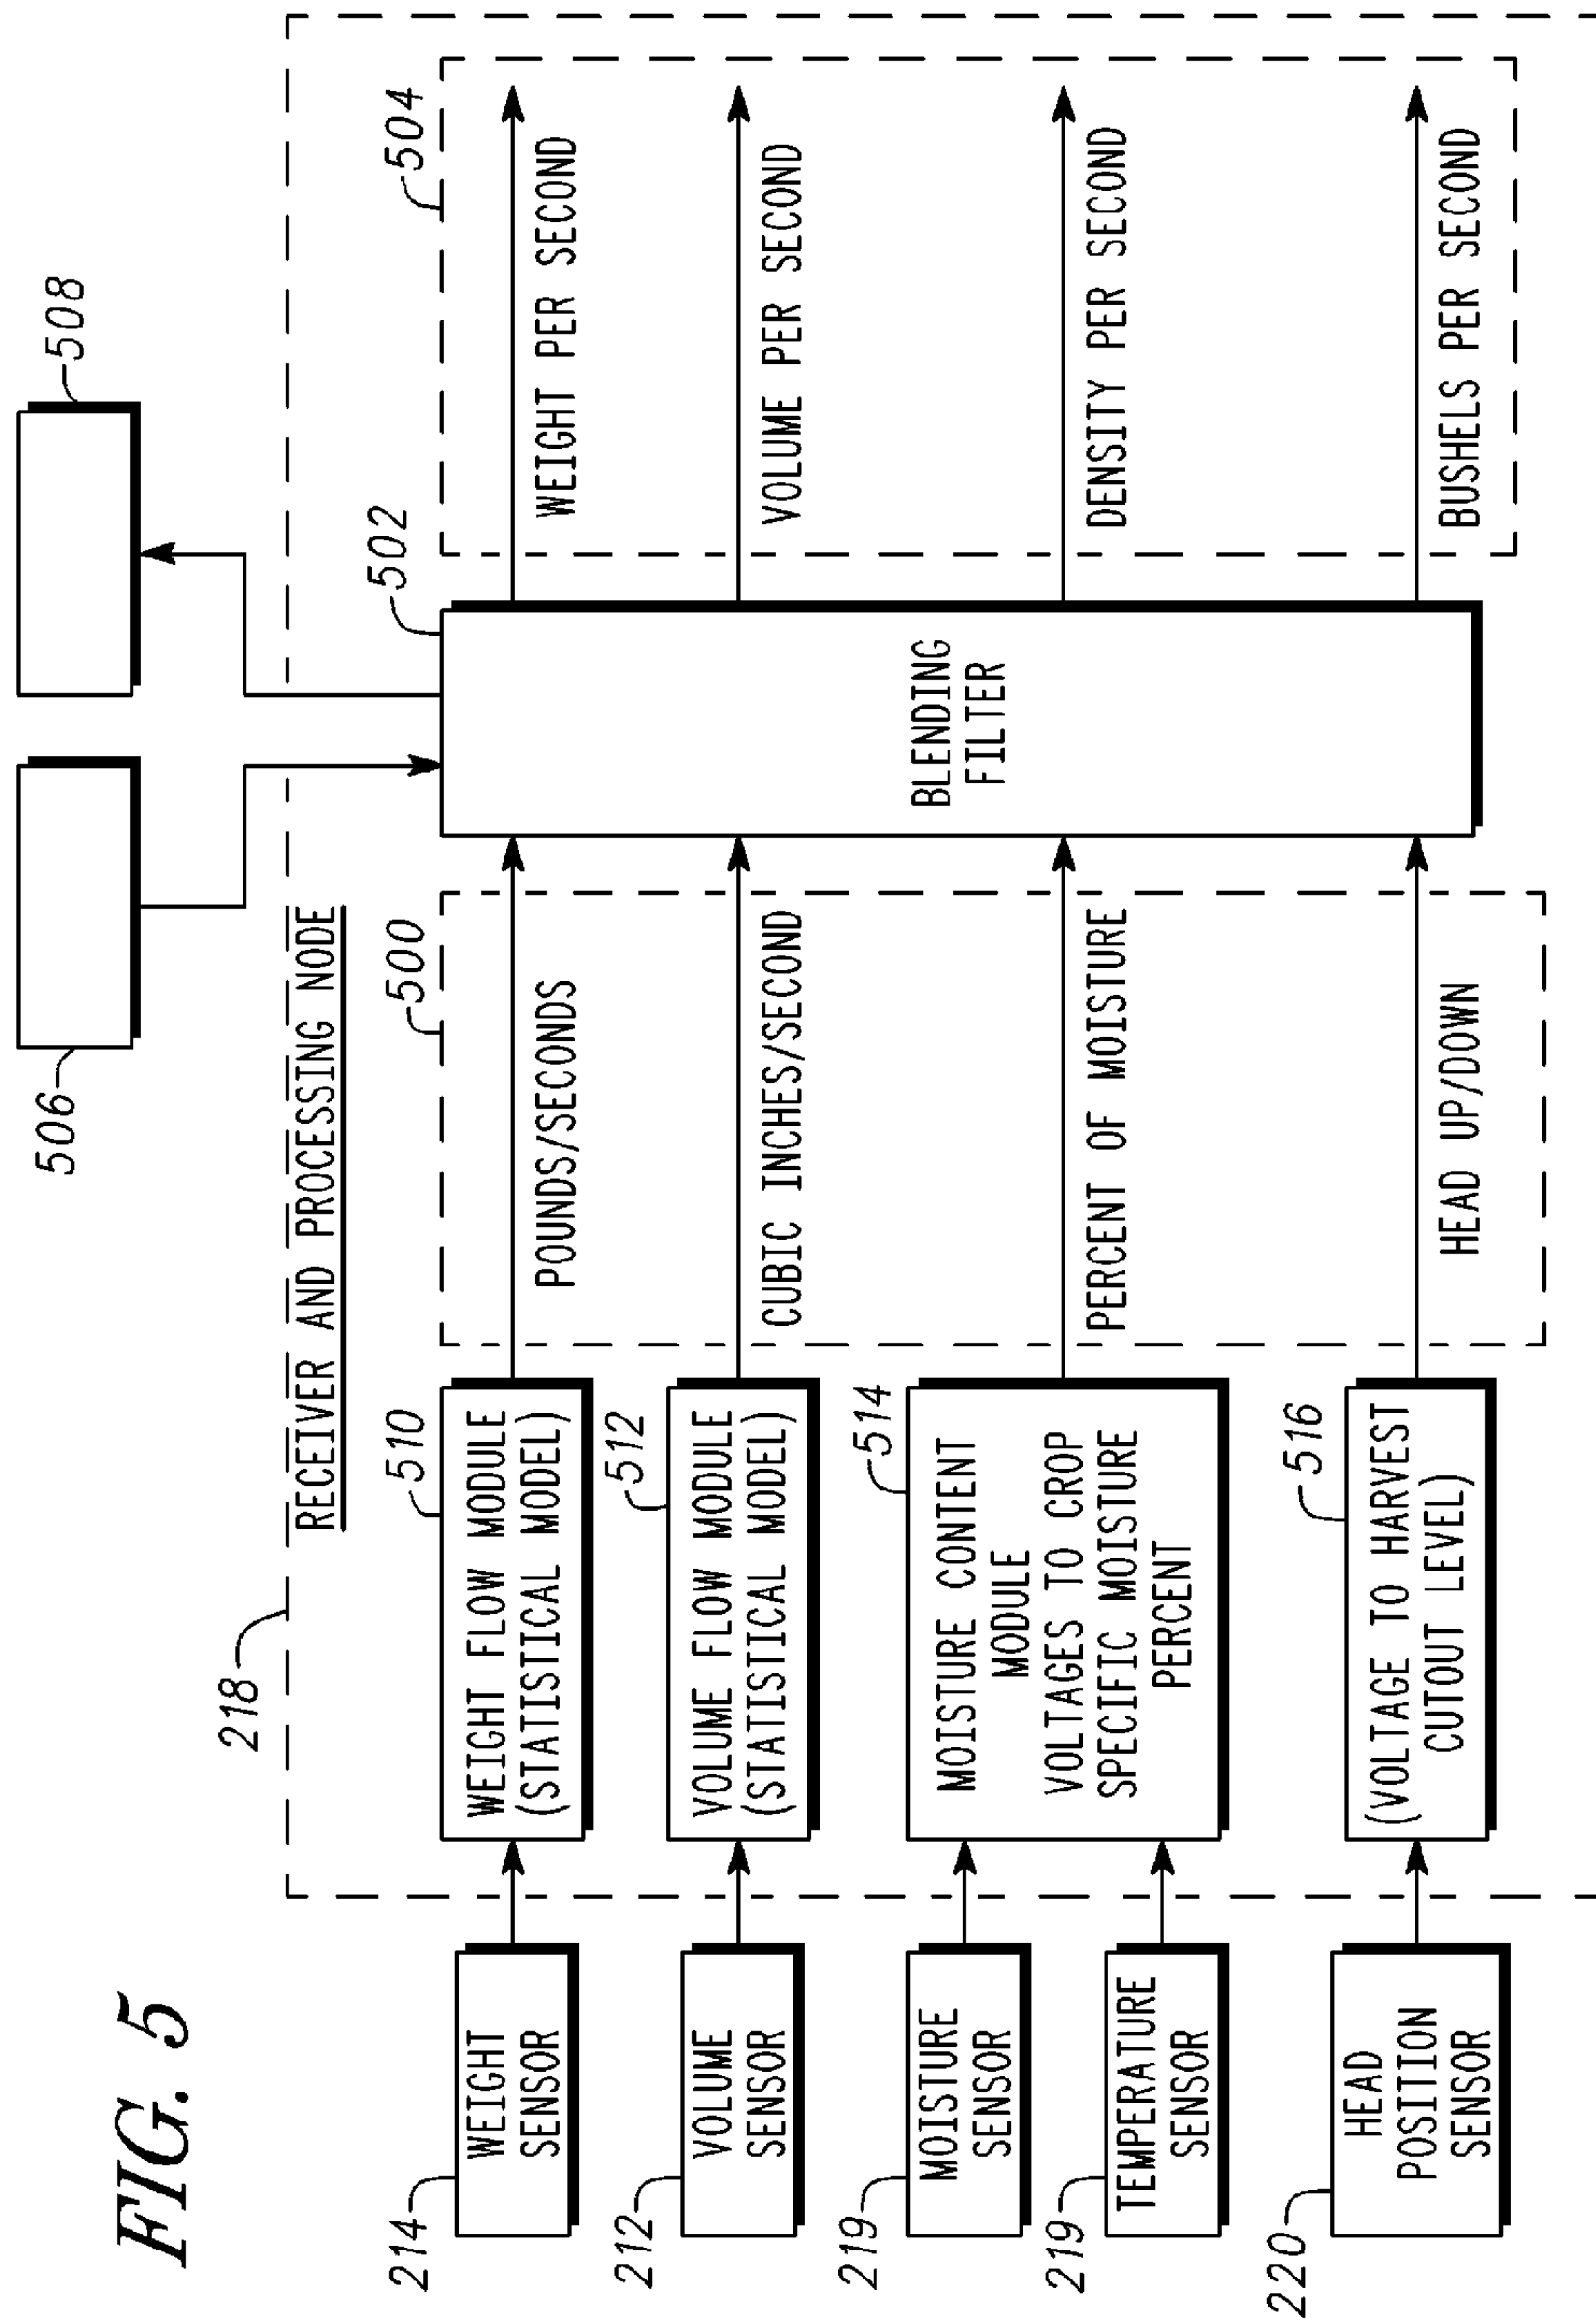 FIG. 5
506
508
218
RECEIVER AND PROCESSING NODE
214
WEIGHT
SENSOR
510
WEIGHT FLOW MODULE
(STATISTICAL MODEL)
500
POUNDS/SECONDS
502
BLENDING
FILTER
504
WEIGHT PER SECOND
212
VOLUME
SENSOR
512
VOLUME FLOW MODULE
(STATISTICAL MODEL)
CUBIC INCHES/SECOND
VOLUME PER SECOND
219
MOISTURE
SENSOR
514
MOISTURE CONTENT
MODULE
VOLTAGES TO CROP
SPECIFIC MOISTURE
PERCENT
PERCENT OF MOISTURE
DENSITY PER SECOND
219
TEMPERATURE
SENSOR
220
HEAD
POSITION
SENSOR
516
(VOLTAGE TO HARVEST
CUTOUT LEVEL)
HEAD UP/DOWN
BUSHELS PER SECOND